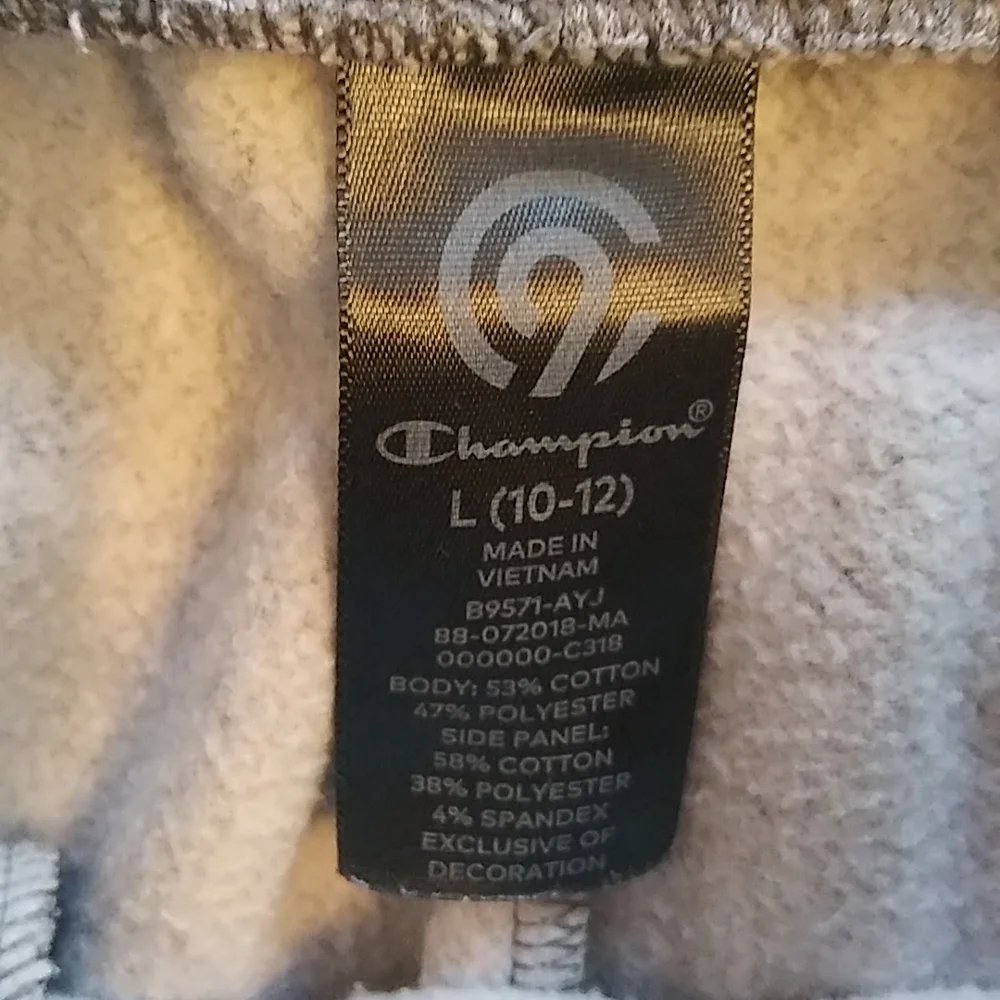 C9
Champion®
L (10-12)
MADE IN
VIETNAM
B9571-AYJ
88-072018-MA
000000-C318
BODY: 53% COTTON
47% POLYESTER
SIDE PANEL:
58% COTTON
38% POLYESTER
4% SPANDEX
EXCLUSIVE OF
DECORATION